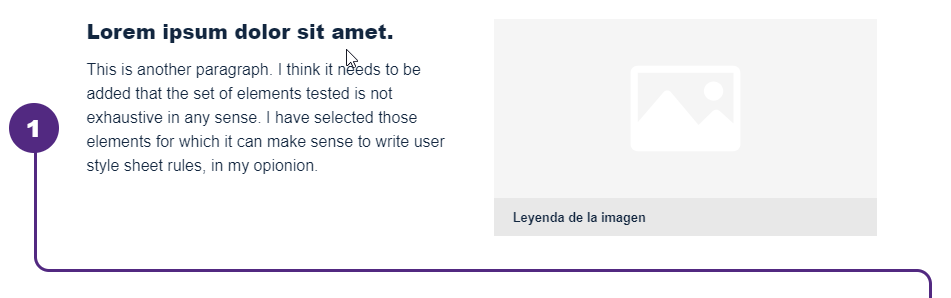 Lorem ipsum dolor sit amet.
This is another paragraph. I think it needs to be
added that the set of elements tested is not
exhaustive in any sense. I have selected those
elements for which it can make sense to write user
style sheet rules, in my opionion.
1
Leyenda de la imagen